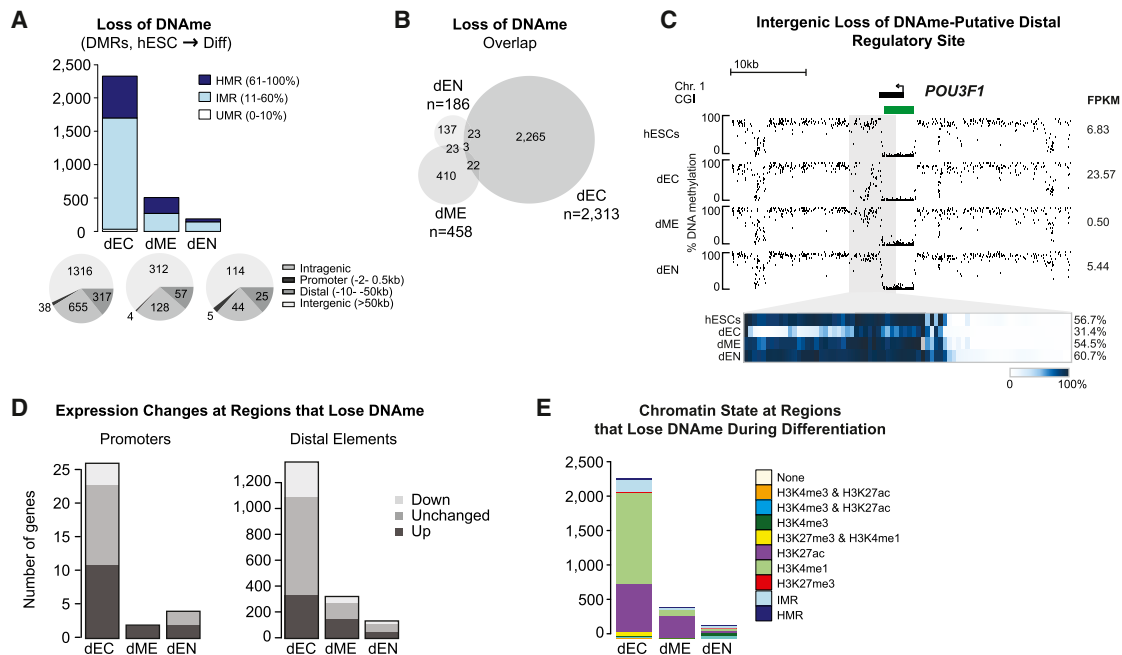 A
Loss of DNAme
(DMRs, hESC → Diff)
2,500
2,000
1,500
1,000
500
0
HMR (61-100%)
IMR (11-60%)
UMR (0-10%)
dEC dME dEN
1316
317
655
38
312
57
128
4
114
25
44
5
Intragenic
Promoter (-2- 0.5kb)
Distal (-10- -50kb)
Intergenic (>50kb)
B
Loss of DNAme
Overlap
dEN
n=186
137
23
23
3
22
410
2,265
dME
n=458
dEC
n=2,313
C
Intergenic Loss of DNAme-Putative Distal
Regulatory Site
10kb
Chr. 1
CGI
POU3F1
FPKM
% DNA methylation
hESCs 100 0 6.83
dEC 100 0 23.57
dME 100 0 0.50
dEN 100 0 5.44
hESCs 56.7%
dEC 31.4%
dME 54.5%
dEN 60.7%
0 100%
D
Expression Changes at Regions that Lose DNAme
Promoters
Number of genes
25
20
15
10
5
0
dEC dME dEN
Distal Elements
1,200
1,000
800
600
400
200
0
dEC dME dEN
Down
Unchanged
Up
E
Chromatin State at Regions
that Lose DNAme During Differentiation
2,500
2,000
1,500
1,000
500
0
dEC dME dEN
None
H3K4me3 & H3K27ac
H3K4me3 & H3K27ac
H3K4me3
H3K27me3 & H3K4me1
H3K27ac
H3K4me1
H3K27me3
IMR
HMR